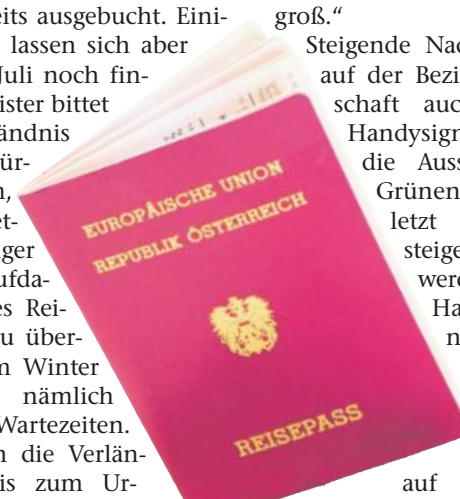 eits ausgebucht. Eini-
lassen sich aber
Juli noch fin-
ister bittet
ändnis
ür-
n,
et-
iger
ufda-
es Rei-
u über-
m Winter
nämlich
Wartezeiten.
n die Verlän-
is zum Ur-
EUROPÄISCHE UNION
REPUBLIK ÖSTERREICH
REISEPASS
groß.“
Steigende Nac
auf der Bezi
schaft auc
Handysign
die Auss
Grünen
letzt
steige
werd
Ha
n
auf